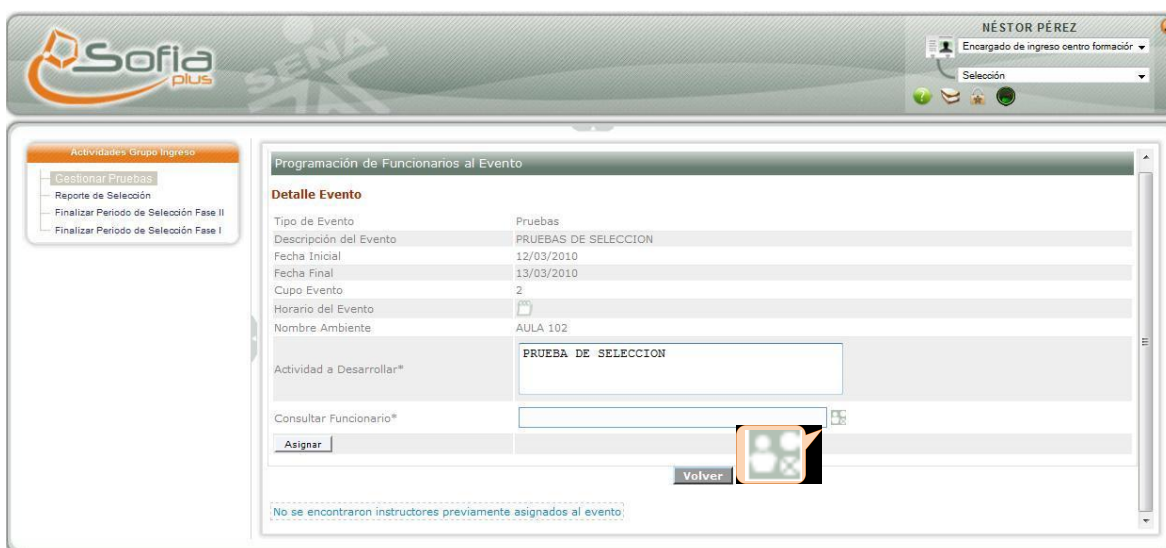 Sofia
plus
SENA
NÉSTOR PÉREZ
Encargado de ingreso centro formación
Selección
Actividades Grupo Ingreso
Gestionar Pruebas
Reporte de Selección
Finalizar Periodo de Selección Fase II
Finalizar Periodo de Selección Fase I
Programación de Funcionarios al Evento
Detalle Evento
Tipo de Evento Pruebas
Descripción del Evento PRUEBAS DE SELECCION
Fecha Inicial 12/03/2010
Fecha Final 13/03/2010
Cupo Evento 2
Horario del Evento
Nombre Ambiente AULA 102
Actividad a Desarrollar* PRUEBA DE SELECCION
Consultar Funcionario*
Asignar
Volver
No se encontraron instructores previamente asignados al evento